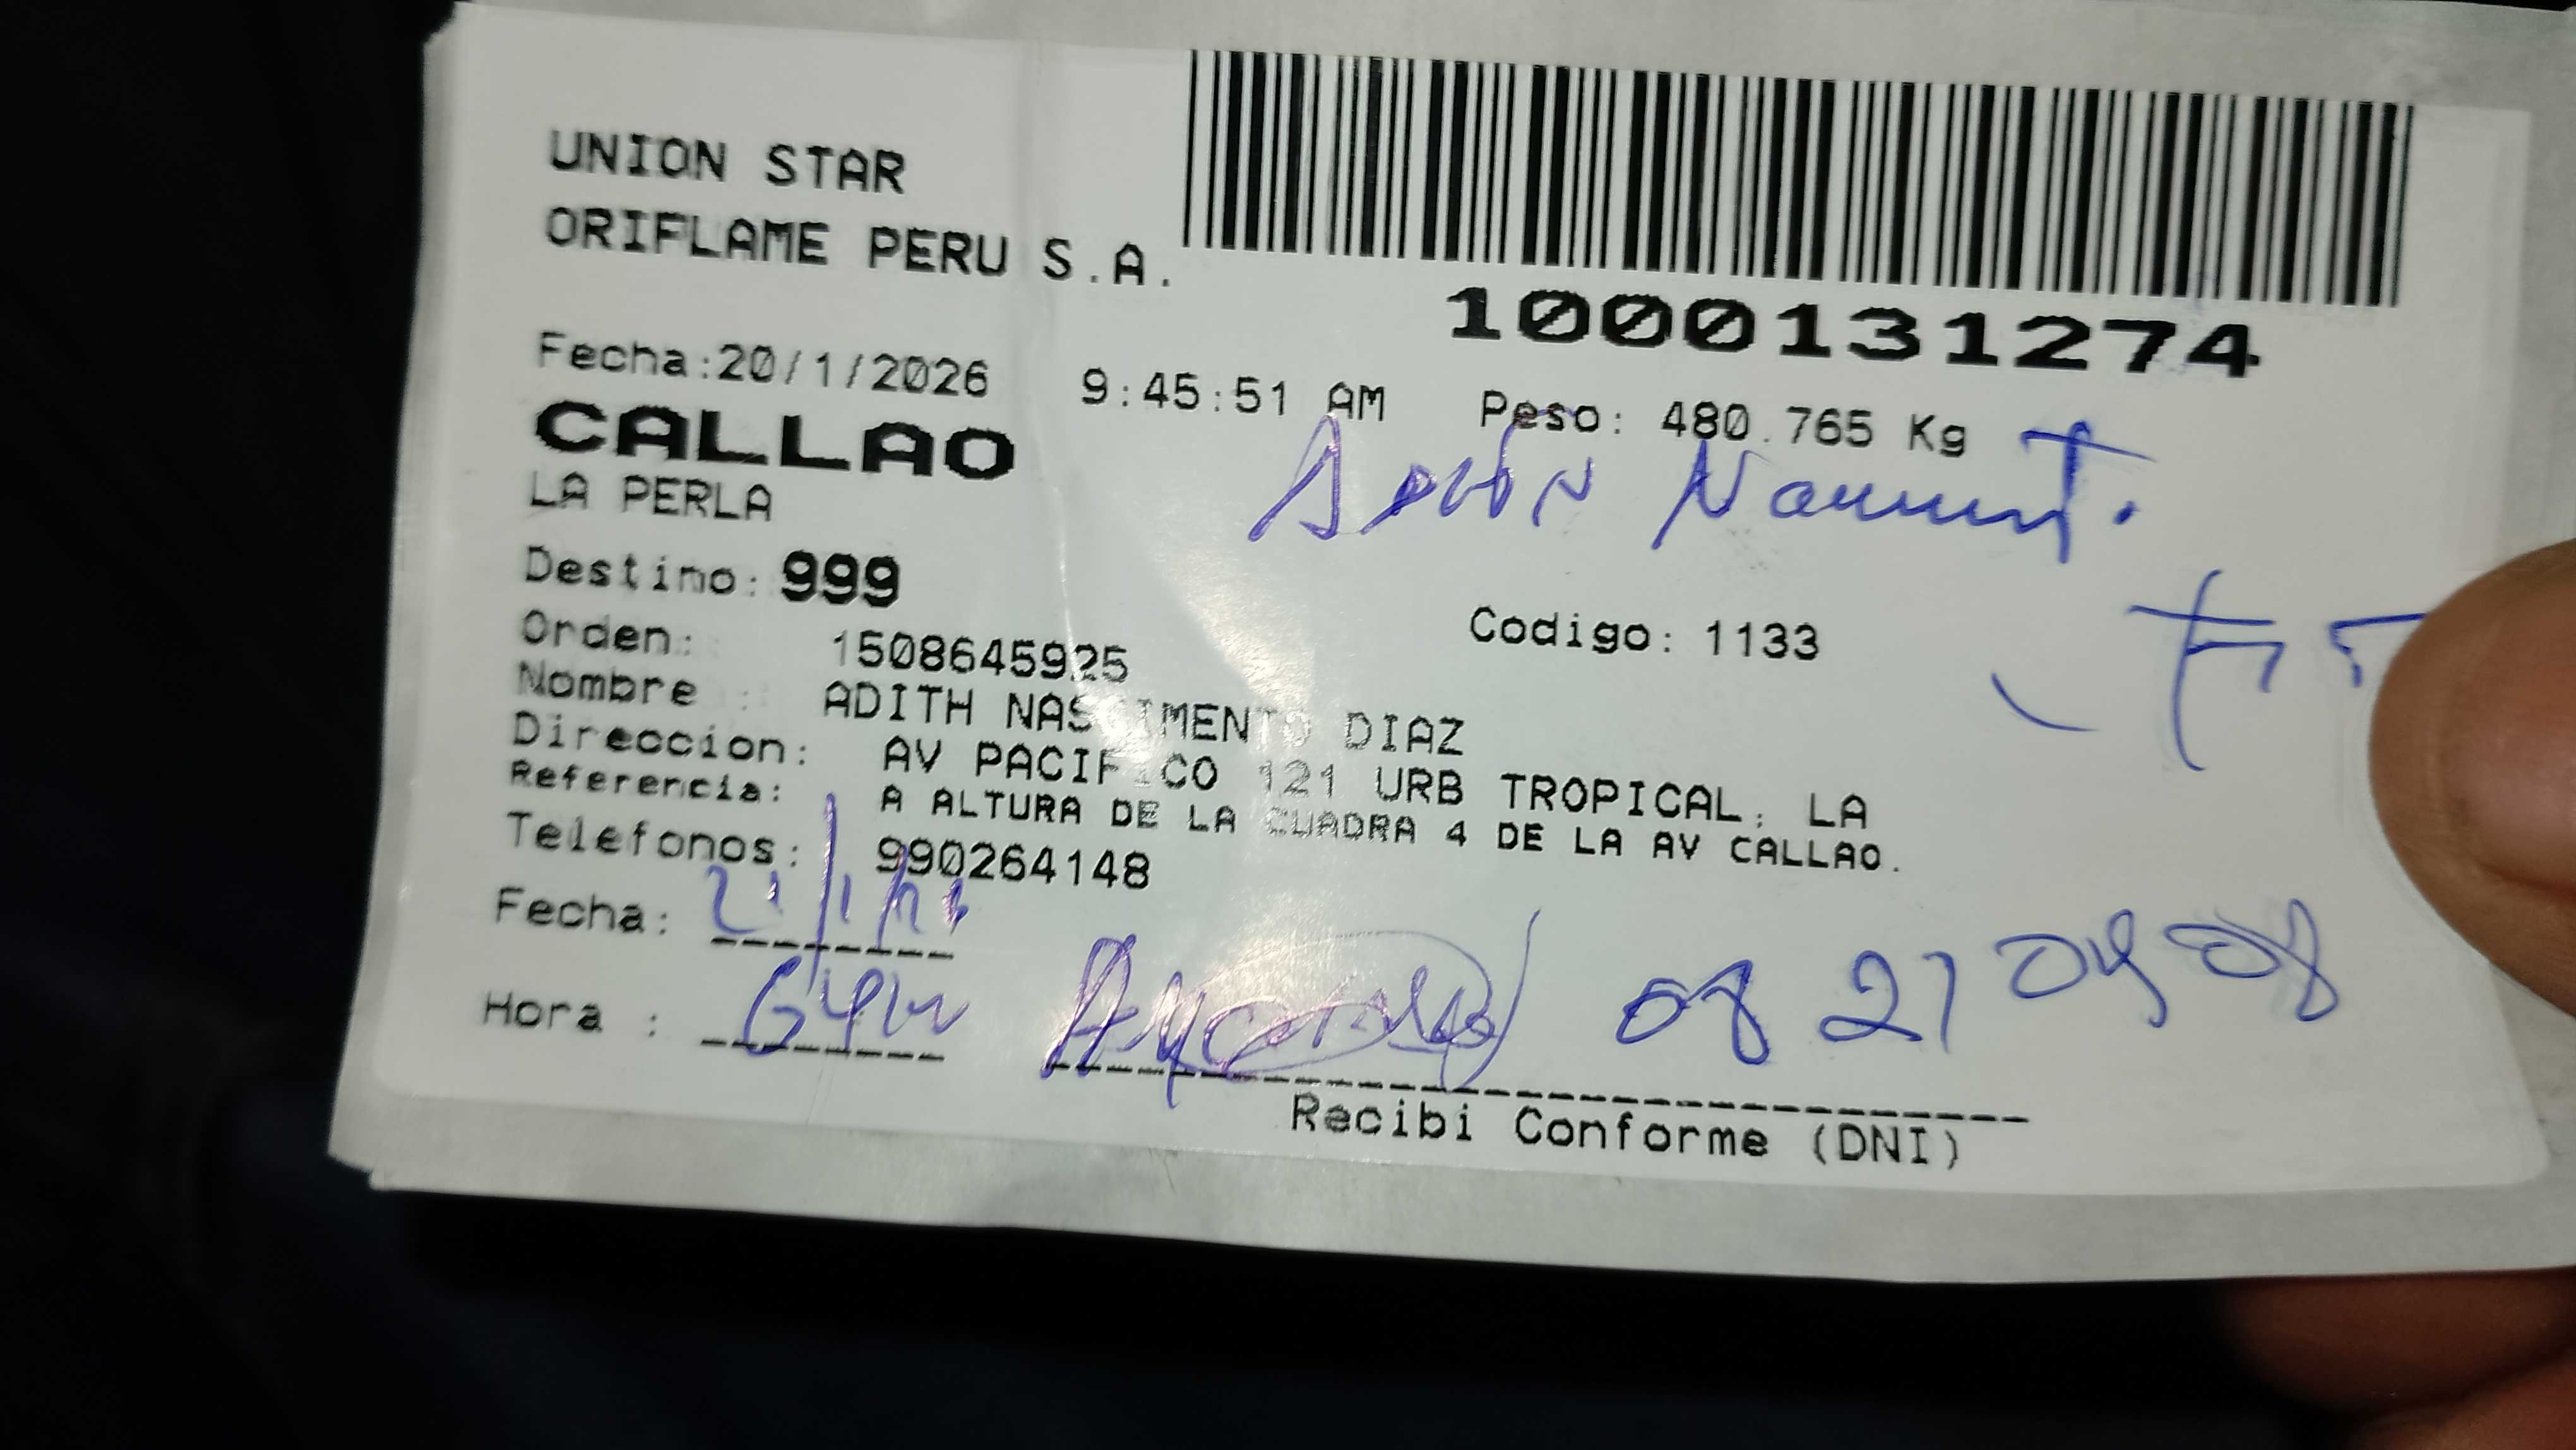 UNION STAR
ORIFLAME PERU S.A.
1000131274
Fecha:20/1/2026 9:45:51 AM Peso: 480.765 Kg
CALLAO
LA PERLA
Destino: 999
Orden: 1508645925 Codigo: 1133
Nombre : ADITH NASCIMENTO DIAZ
Direccion: AV PACIFICO 121 URB TROPICAL, LA
Referencia: A ALTURA DE LA CUADRA 4 DE LA AV CALLAO.
Telefonos: 990264148
Fecha:
Hora : 08 21 04 08
Recibi Conforme (DNI)